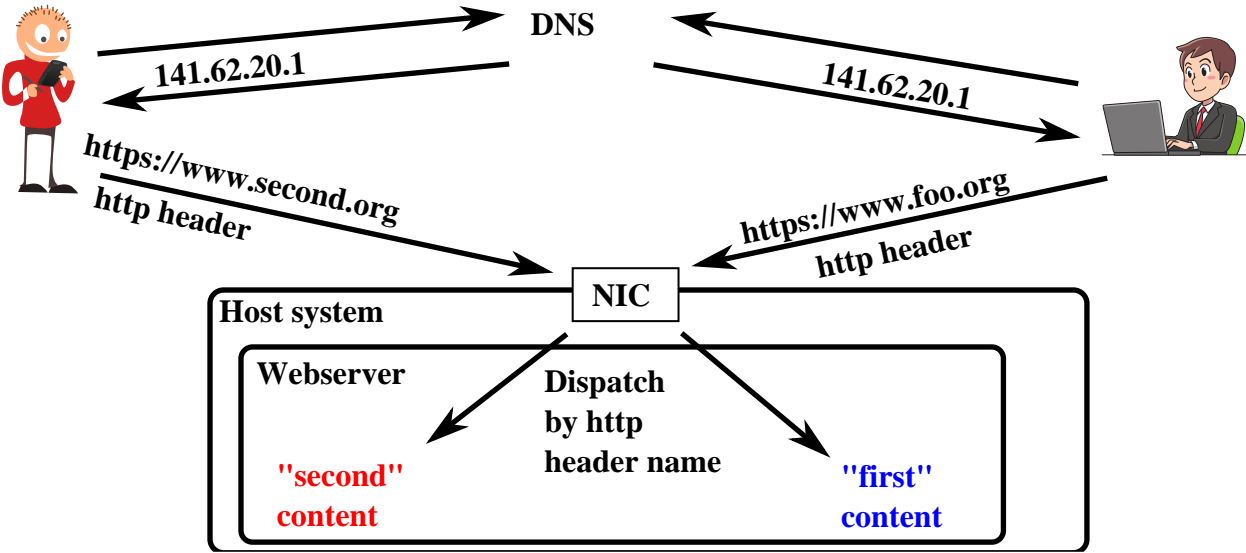 DNS
141.62.20.1
141.62.20.1
https://www.second.org
http header
https://www.foo.org
http header
NIC
Host system
Webserver
Dispatch
by http
header name
"second"
content
"first"
content